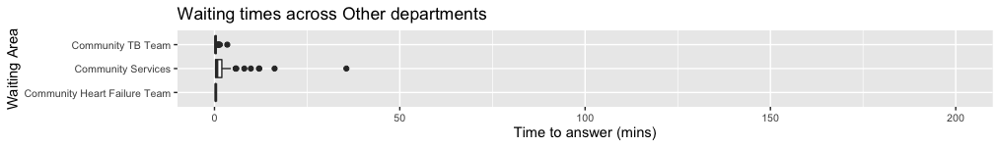 Waiting times across Other departments
Waiting Area
Community TB Team
Community Services
Community Heart Failure Team
0 50 100 150 200
Time to answer (mins)